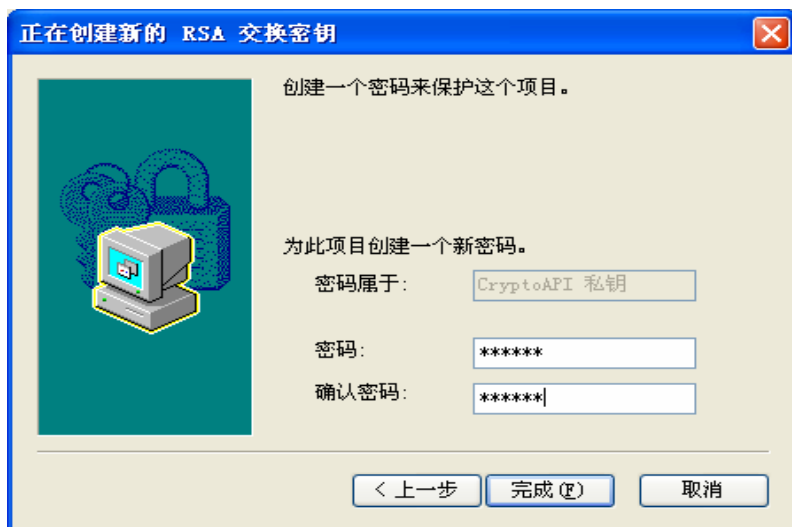 正在创建新的 RSA 交换密钥
创建一个密码来保护这个项目。
为此项目创建一个新密码。
密码属于: CryptoAPI 私钥
密码: ******
确认密码: ******
< 上一步 完成(F) 取消